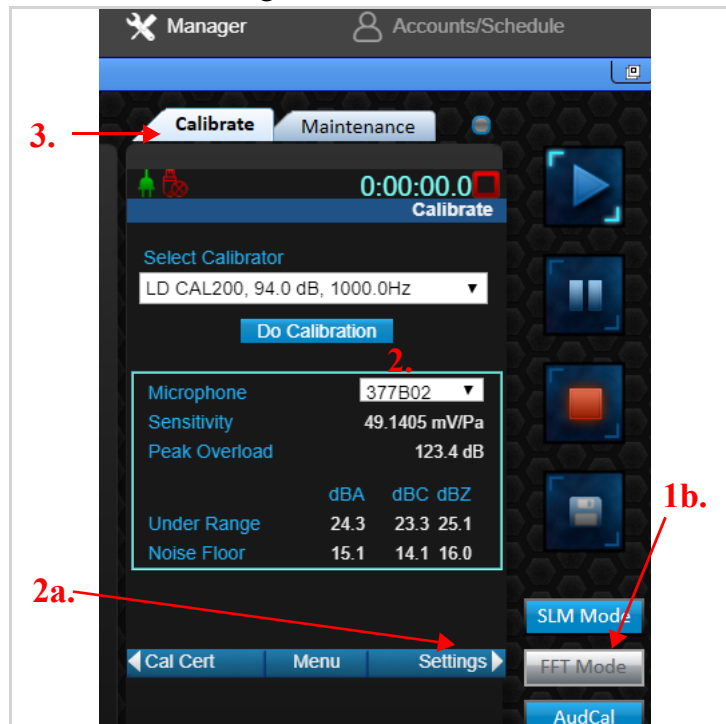 Manager
Accounts/Schedule
3.
Calibrate
Maintenance
0:00:00.0
Calibrate
Select Calibrator
LD CAL200, 94.0 dB, 1000.0Hz
Do Calibration
2.
Microphone 377B02
Sensitivity 49.1405 mV/Pa
Peak Overload 123.4 dB
dBA dBC dBZ
Under Range 24.3 23.3 25.1
Noise Floor 15.1 14.1 16.0
1b.
2a.
SLM Mode
Cal Cert Menu Settings
FFT Mode
AudCal